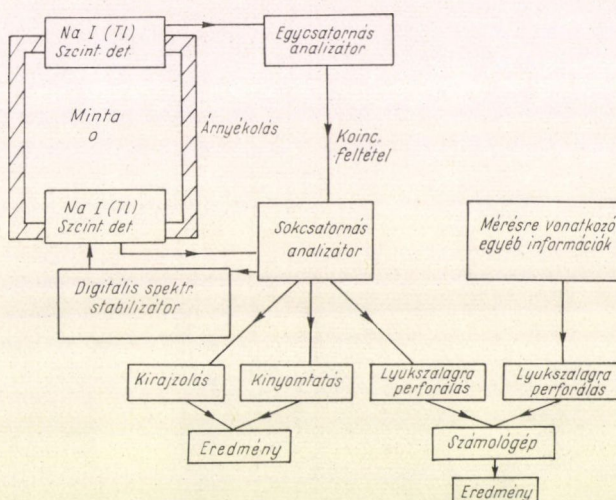 Na I (Tl)
Szcint det
Egycsatornás
analizátor
Minta
Árnyékolás
Koinc.
feltétel
Na I (Tl)
Szcint det
Sokcsatornás
analizátor
Mérésre vonatkozó
egyéb információk
Digitális spektr.
stabilizátor
Kirajzolás
Kinyomtatás
Lyukszalagra
perforálás
Lyukszalagra
perforálás
Eredmény
Számológép
Eredmény